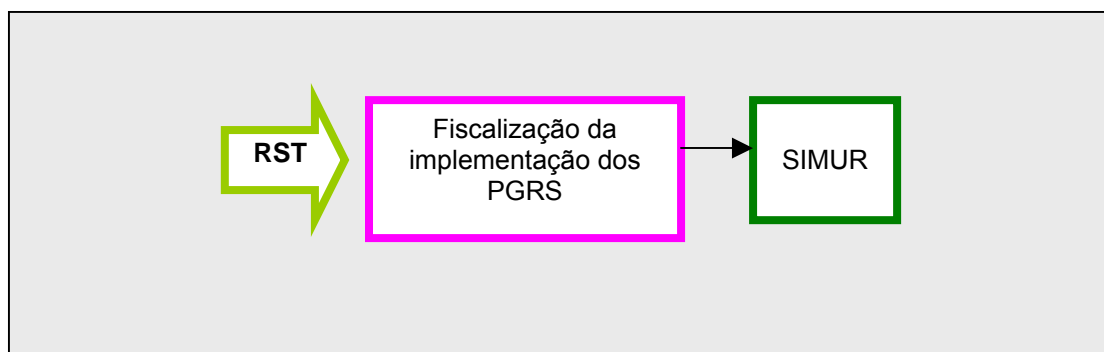 RST
Fiscalização da
implementação dos
PGRS
SIMUR